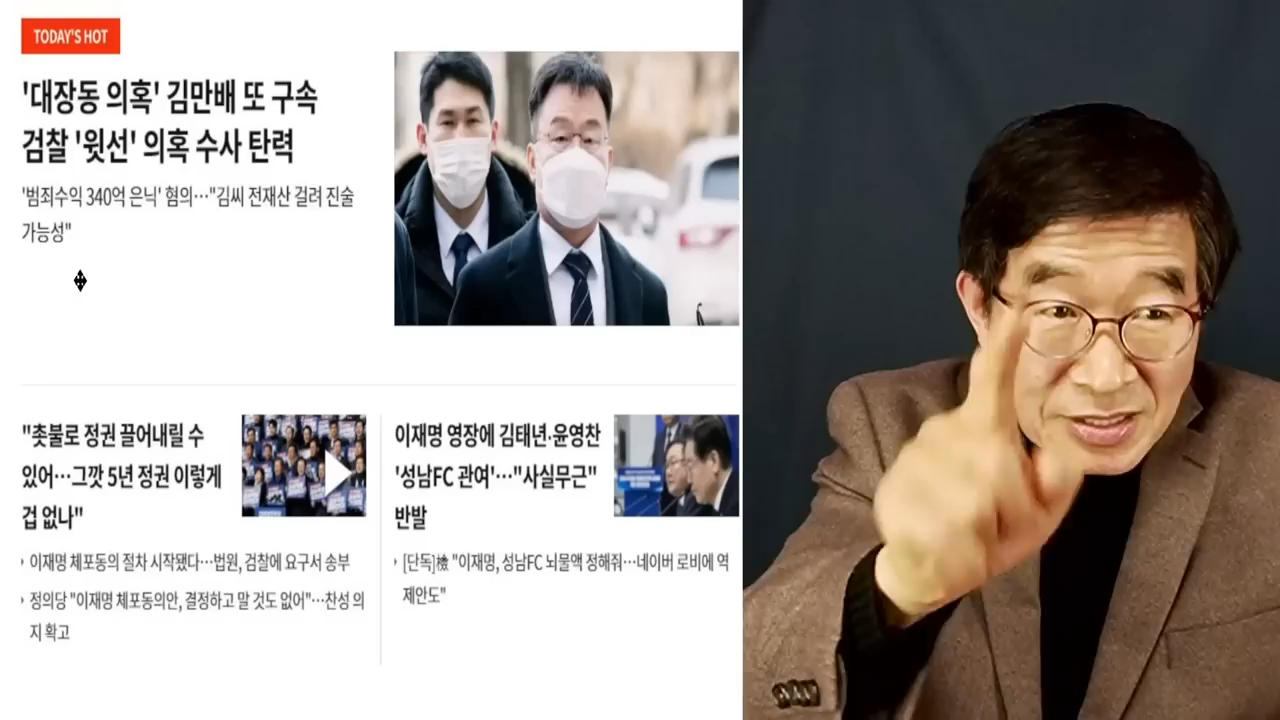 TODAY'S HOT
'대장동 의혹' 김만배 또 구속
검찰 '윗선' 의혹 수사 탄력
'범죄수익 340억 은닉' 혐의…"김씨 전재산 걸려 진술
가능성"
"촛불로 정권 끌어내릴 수
있어…그깟 5년 정권 이렇게
겁 없나"
이재명 체포동의 절차 시작됐다…법원, 검찰에 요구서 송부
정의당 "이재명 체포동의안, 결정하고 말 것도 없어"…찬성 의
지 확고
이재명 영장에 김태년·윤영찬
'성남FC 관여'…"사실무근"
반발
[단독]檢 "이재명, 성남FC 뇌물액 정해줘…네이버 로비에 역
제안도"